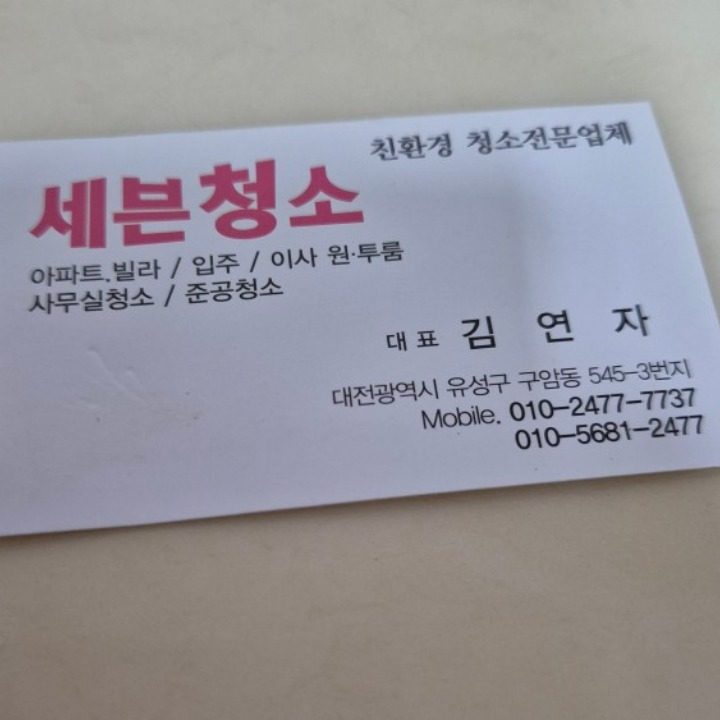 친환경 청소전문업체
세븐청소
아파트.빌라 / 입주 / 이사 원·투룸
사무실청소 / 준공청소
대표 김 연 자
대전광역시 유성구 구암동 545-3번지
Mobile. 010-2477-7737
010-5681-2477